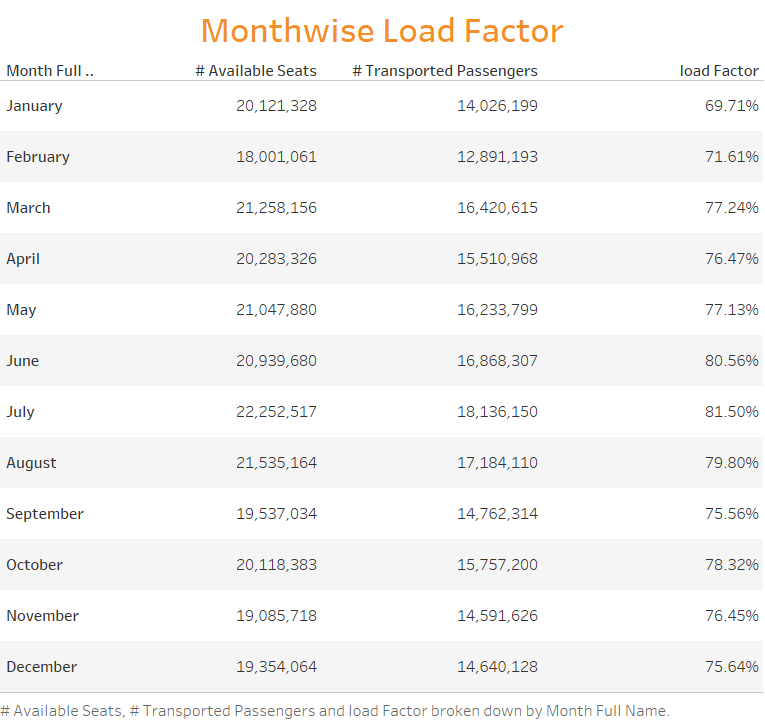 Monthwise Load Factor
Month Full .. # Available Seats # Transported Passengers load Factor
January 20,121,328 14,026,199 69.71%
February 18,001,061 12,891,193 71.61%
March 21,258,156 16,420,615 77.24%
April 20,283,326 15,510,968 76.47%
May 21,047,880 16,233,799 77.13%
June 20,939,680 16,868,307 80.56%
July 22,252,517 18,136,150 81.50%
August 21,535,164 17,184,110 79.80%
September 19,537,034 14,762,314 75.56%
October 20,118,383 15,757,200 78.32%
November 19,085,718 14,591,626 76.45%
December 19,354,064 14,640,128 75.64%
# Available Seats, # Transported Passengers and load Factor broken down by Month Full Name.